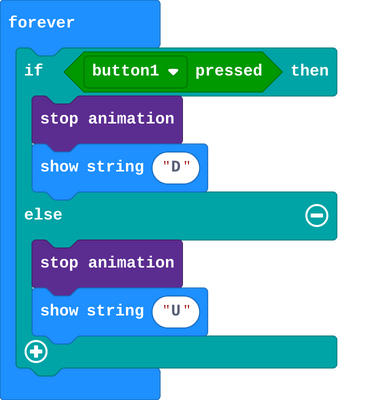 forever
if button1 pressed then
stop animation
show string "D"
else
stop animation
show string "U"